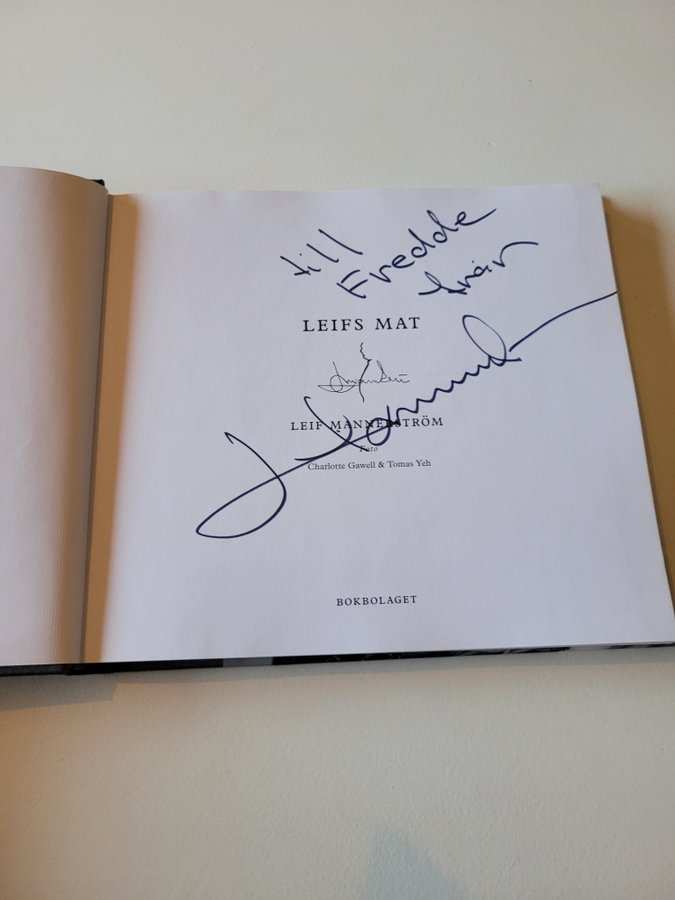 till
Fredde
från
LEIFS MAT
LEIF MANNERSTRÖM
Foto
Charlotte Gawell & Tomas Yeh
BOKBOLAGET